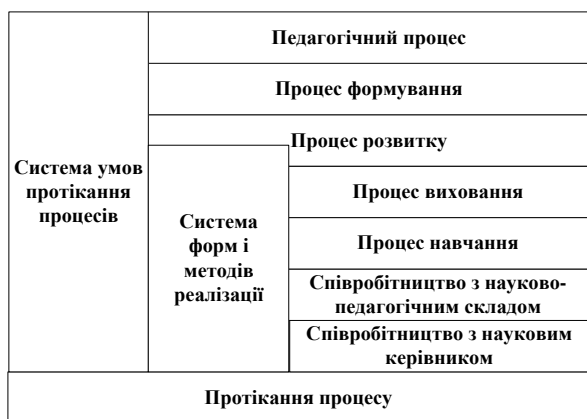 Педагогічний процес
Процес формування
Процес розвитку
Система умов
протікання
процесів
Процес виховання
Система
форм і
методів
реалізації
Процес навчання
Співробітництво з науково-
педагогічним складом
Співробітництво з науковим
керівником
Протікання процесу